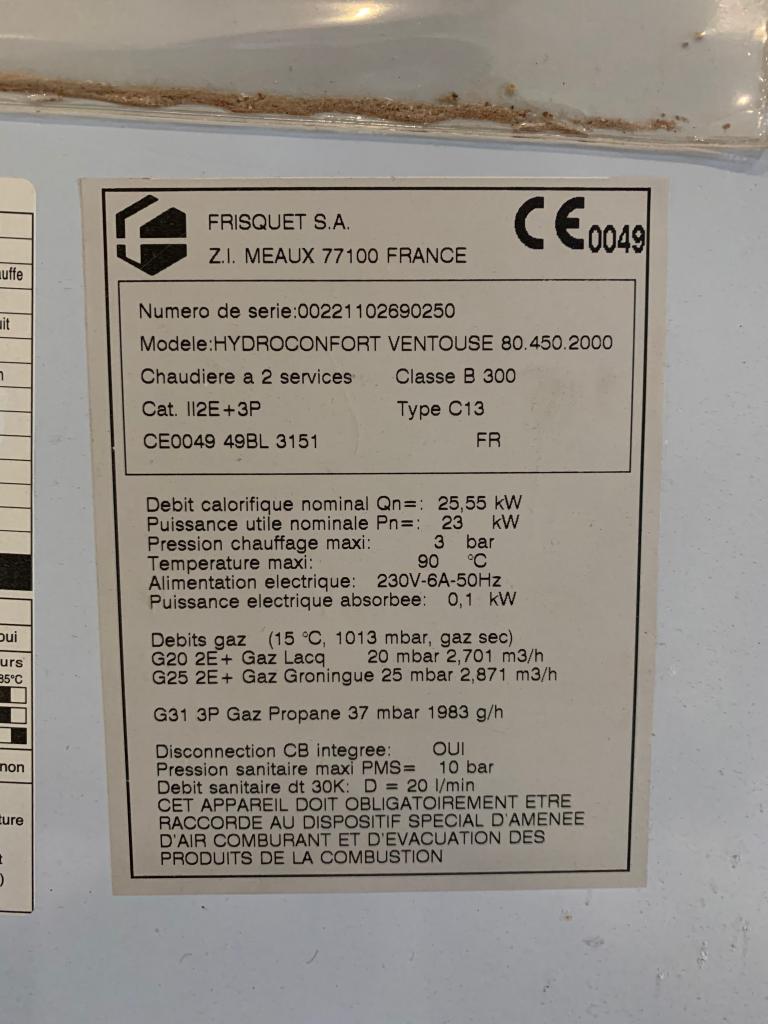 FRISQUET S.A.
Z.I. MEAUX 77100 FRANCE
CE0049
Numero de serie:00221102690250
Modele:HYDROCONFORT VENTOUSE 80.450.2000
Chaudiere a 2 services Classe B 300
Cat. II2E+3P Type C13
CE0049 49BL 3151 FR
Debit calorifique nominal Qn=: 25,55 kW
Puissance utile nominale Pn=: 23 kW
Pression chauffage maxi: 3 bar
Temperature maxi: 90 °C
Alimentation electrique: 230V-6A-50Hz
Puissance electrique absorbee: 0,1 kW
Debits gaz (15 °C, 1013 mbar, gaz sec)
G20 2E+ Gaz Lacq 20 mbar 2,701 m3/h
G25 2E+ Gaz Groningue 25 mbar 2,871 m3/h
G31 3P Gaz Propane 37 mbar 1983 g/h
Disconnection CB integree: OUI
Pression sanitaire maxi PMS= 10 bar
Debit sanitaire dt 30K: D = 20 l/min
CET APPAREIL DOIT OBLIGATOIREMENT ETRE
RACCORDE AU DISPOSITIF SPECIAL D'AMENEE
D'AIR COMBURANT ET D'EVACUATION DES
PRODUITS DE LA COMBUSTION
non